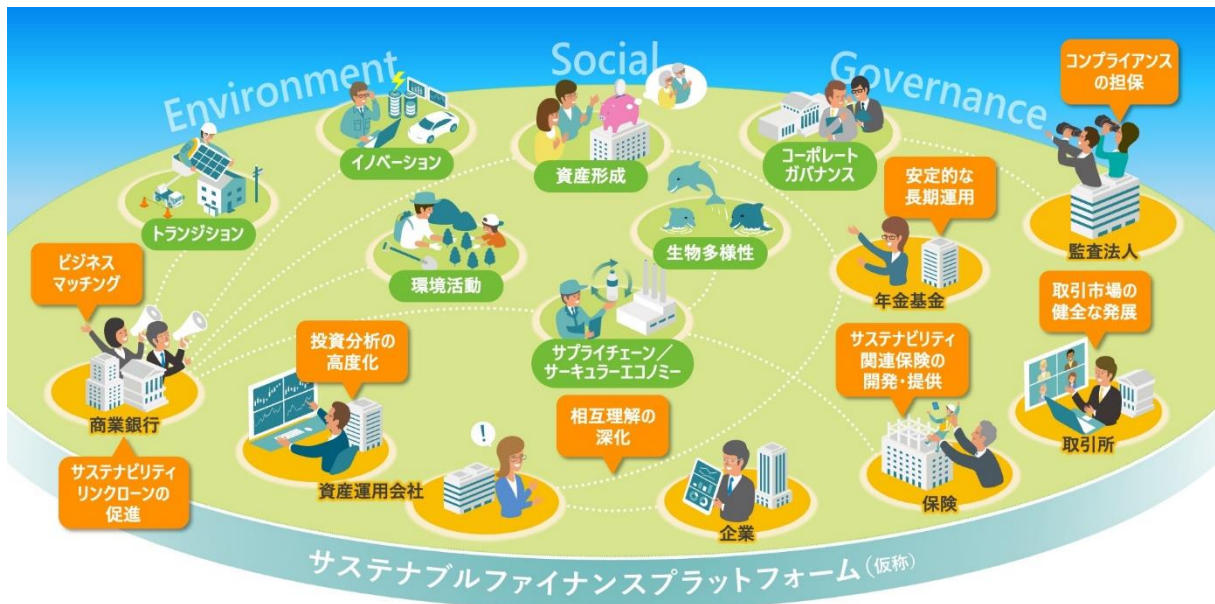 Environment
Social
Governance
コンプライアンス
の担保
イノベーション
資産形成
コーポレート
ガバナンス
安定的な
長期運用
トランジション
環境活動
生物多様性
監査法人
ビジネス
マッチング
年金基金
取引市場の
健全な発展
投資分析の
高度化
サプライチェーン／
サーキュラーエコノミー
サステナビリティ
関連保険の
開発・提供
商業銀行
相互理解の
深化
取引所
サステナビリティ
リンクローンの
促進
資産運用会社
!
企業
保険
サステナブルファイナンスプラットフォーム（仮称）